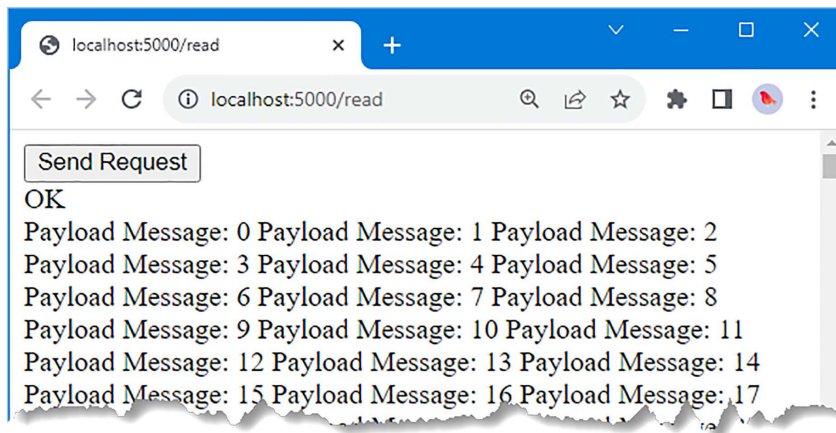 localhost:5000/read
localhost:5000/read
Send Request
OK
Payload Message: 0 Payload Message: 1 Payload Message: 2
Payload Message: 3 Payload Message: 4 Payload Message: 5
Payload Message: 6 Payload Message: 7 Payload Message: 8
Payload Message: 9 Payload Message: 10 Payload Message: 11
Payload Message: 12 Payload Message: 13 Payload Message: 14
Payload Message: 15 Payload Message: 16 Payload Message: 17